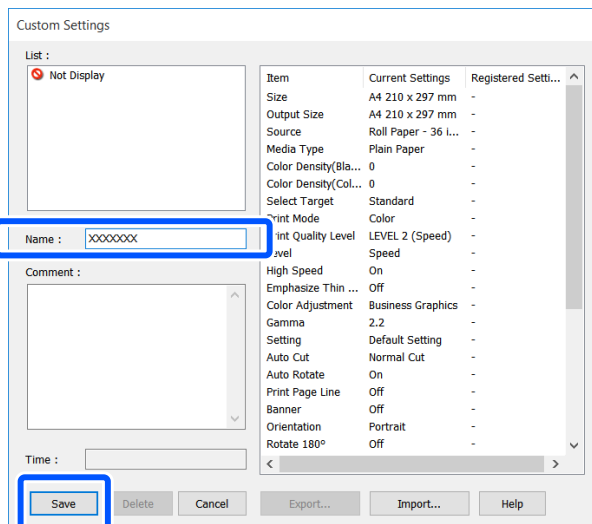 Custom Settings
List :
Not Display
Name : XXXXXXX
Comment :
Time :
Item Current Settings Registered Setti...
Size A4 210 x 297 mm -
Output Size A4 210 x 297 mm -
Source Roll Paper - 36 i... -
Media Type Plain Paper -
Color Density(Bla... 0 -
Color Density(Col... 0 -
Select Target Standard -
Print Mode Color -
Print Quality Level LEVEL 2 (Speed) -
Level Speed -
High Speed On -
Emphasize Thin ... Off -
Color Adjustment Business Graphics -
Gamma 2.2 -
Setting Default Setting -
Auto Cut Normal Cut -
Auto Rotate On -
Print Page Line Off -
Banner Off -
Orientation Portrait -
Rotate 180° Off -
Save Delete Cancel Export... Import... Help